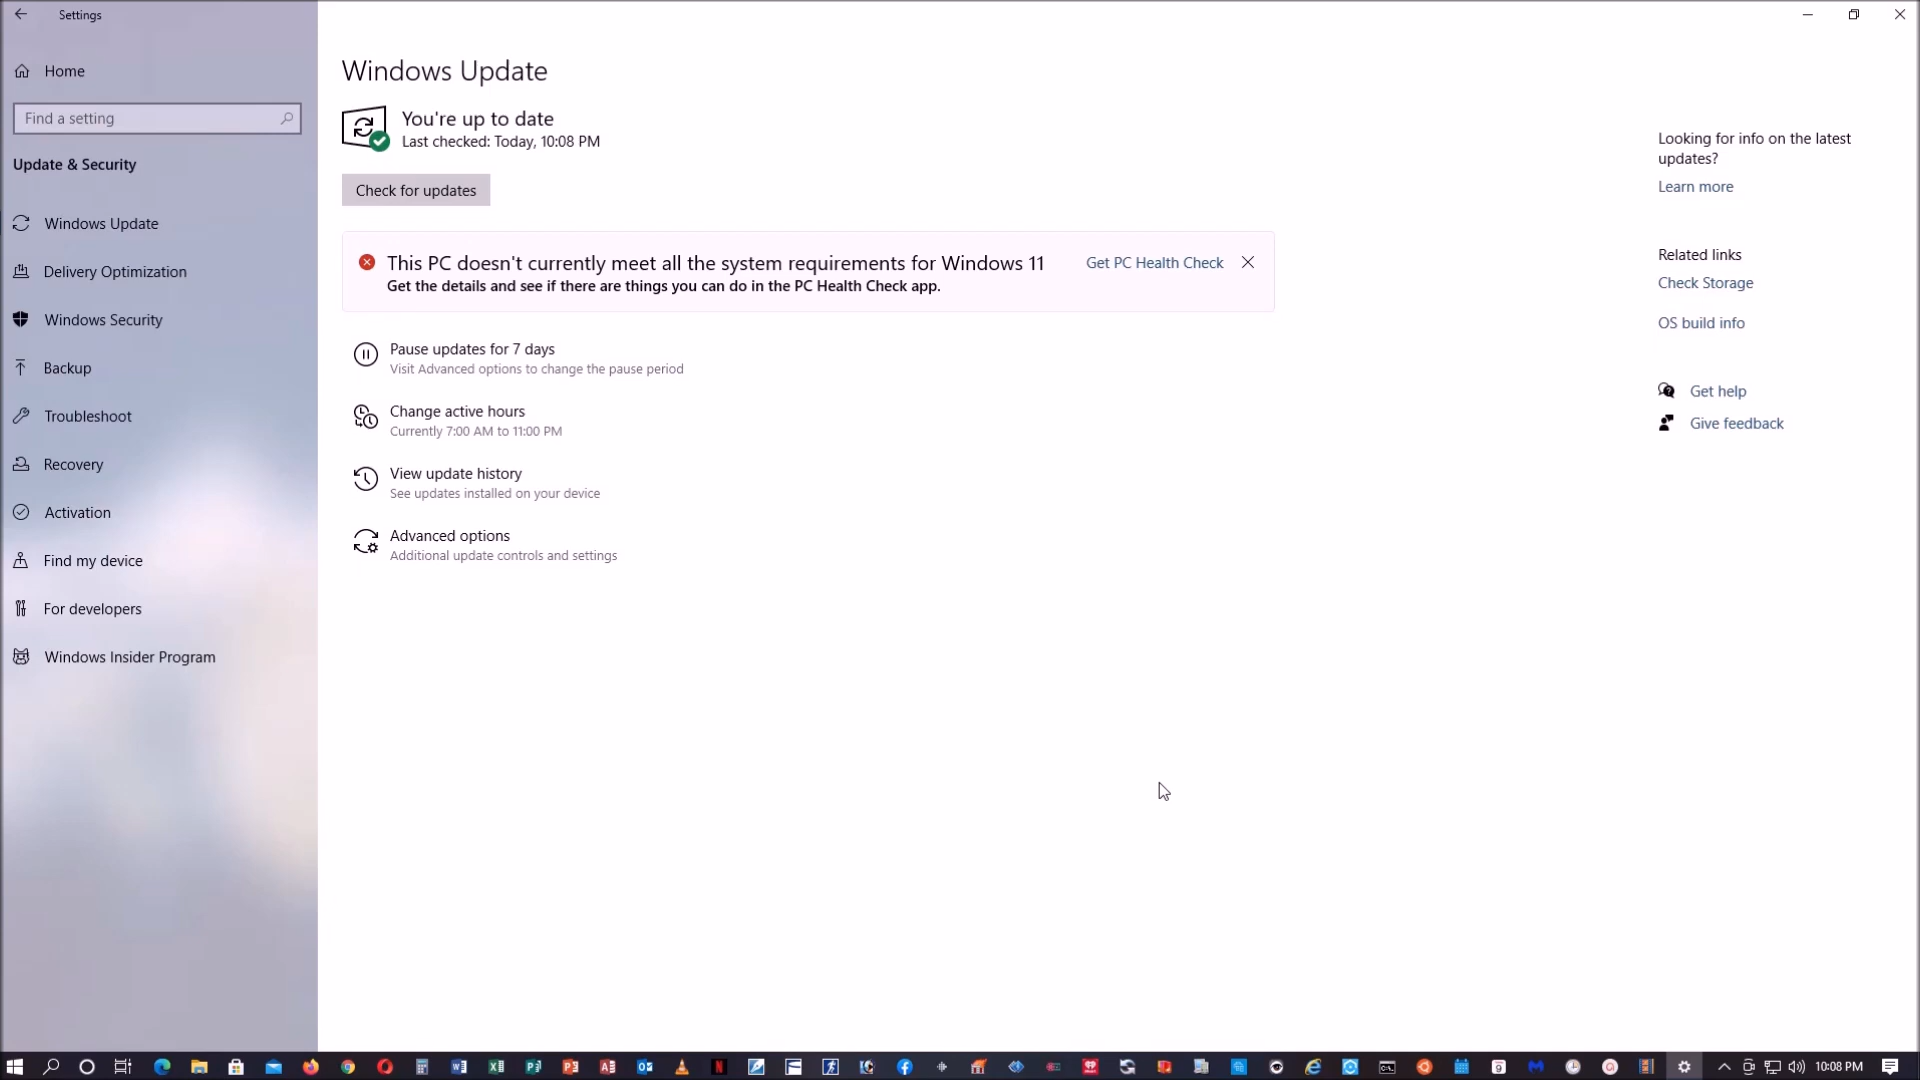 Settings
Home
Find a setting
Update & Security
Windows Update
Delivery Optimization
Windows Security
Backup
Troubleshoot
Recovery
Activation
Find my device
For developers
Windows Insider Program
Windows Update
You're up to date
Last checked: Today, 10:08 PM
Check for updates
This PC doesn't currently meet all the system requirements for Windows 11
Get the details and see if there are things you can do in the PC Health Check app.
Get PC Health Check
Pause updates for 7 days
Visit Advanced options to change the pause period
Change active hours
Currently 7:00 AM to 11:00 PM
View update history
See updates installed on your device
Advanced options
Additional update controls and settings
Looking for info on the latest
updates?
Learn more
Related links
Check Storage
OS build info
Get help
Give feedback
10:08 PM